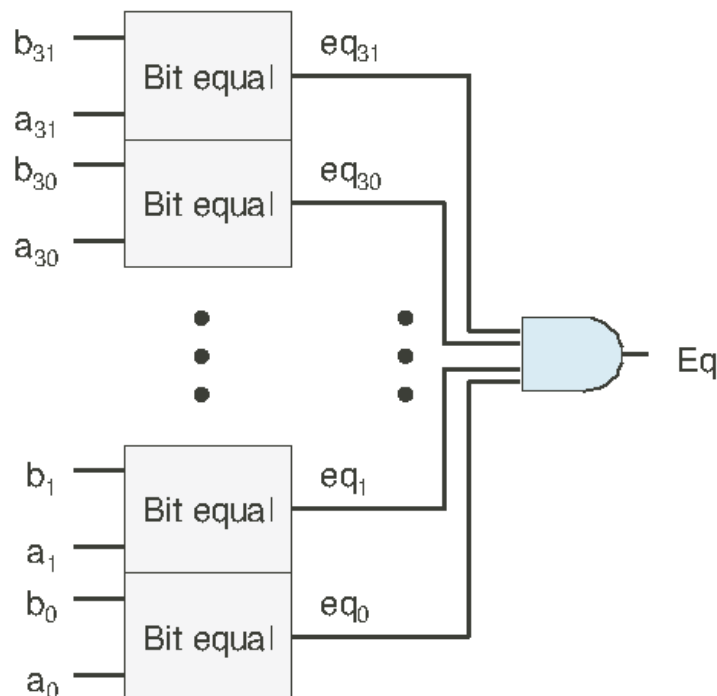 b31
Bit equal
eq31
a31
b30
Bit equal
eq30
a30
Eq
b1
Bit equal
eq1
a1
b0
Bit equal
eq0
a0